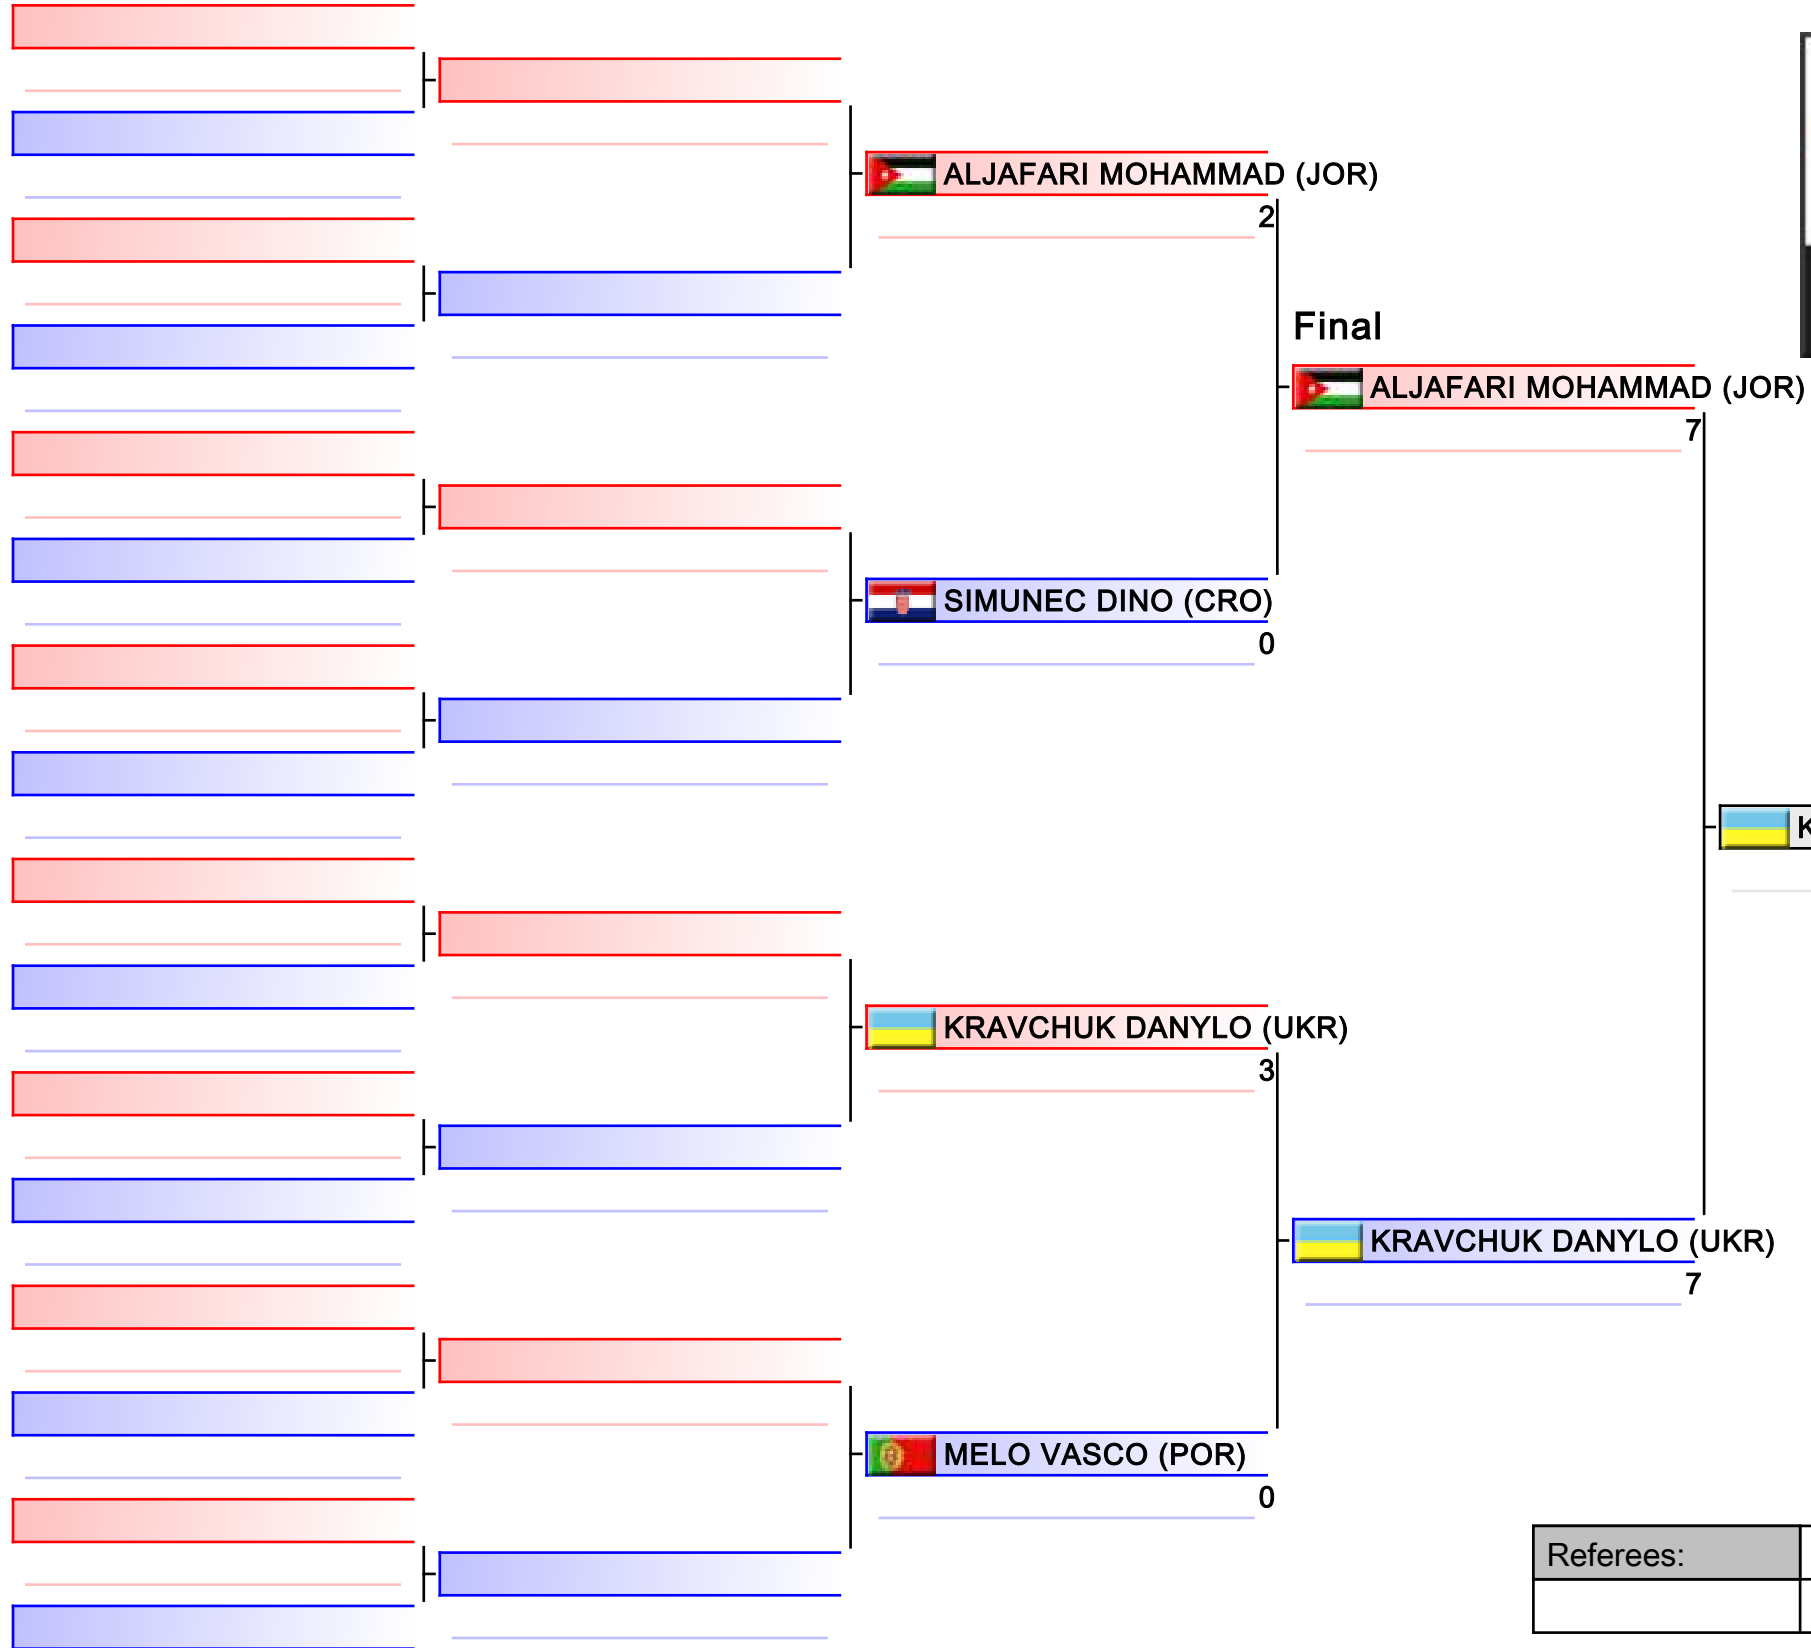 ALJAFARI MOHAMMAD (JOR)
2
Final
ALJAFARI MOHAMMAD (JOR)
7
SIMUNEC DINO (CRO)
0
K
KRAVCHUK DANYLO (UKR)
3
KRAVCHUK DANYLO (UKR)
7
MELO VASCO (POR)
0
Referees: